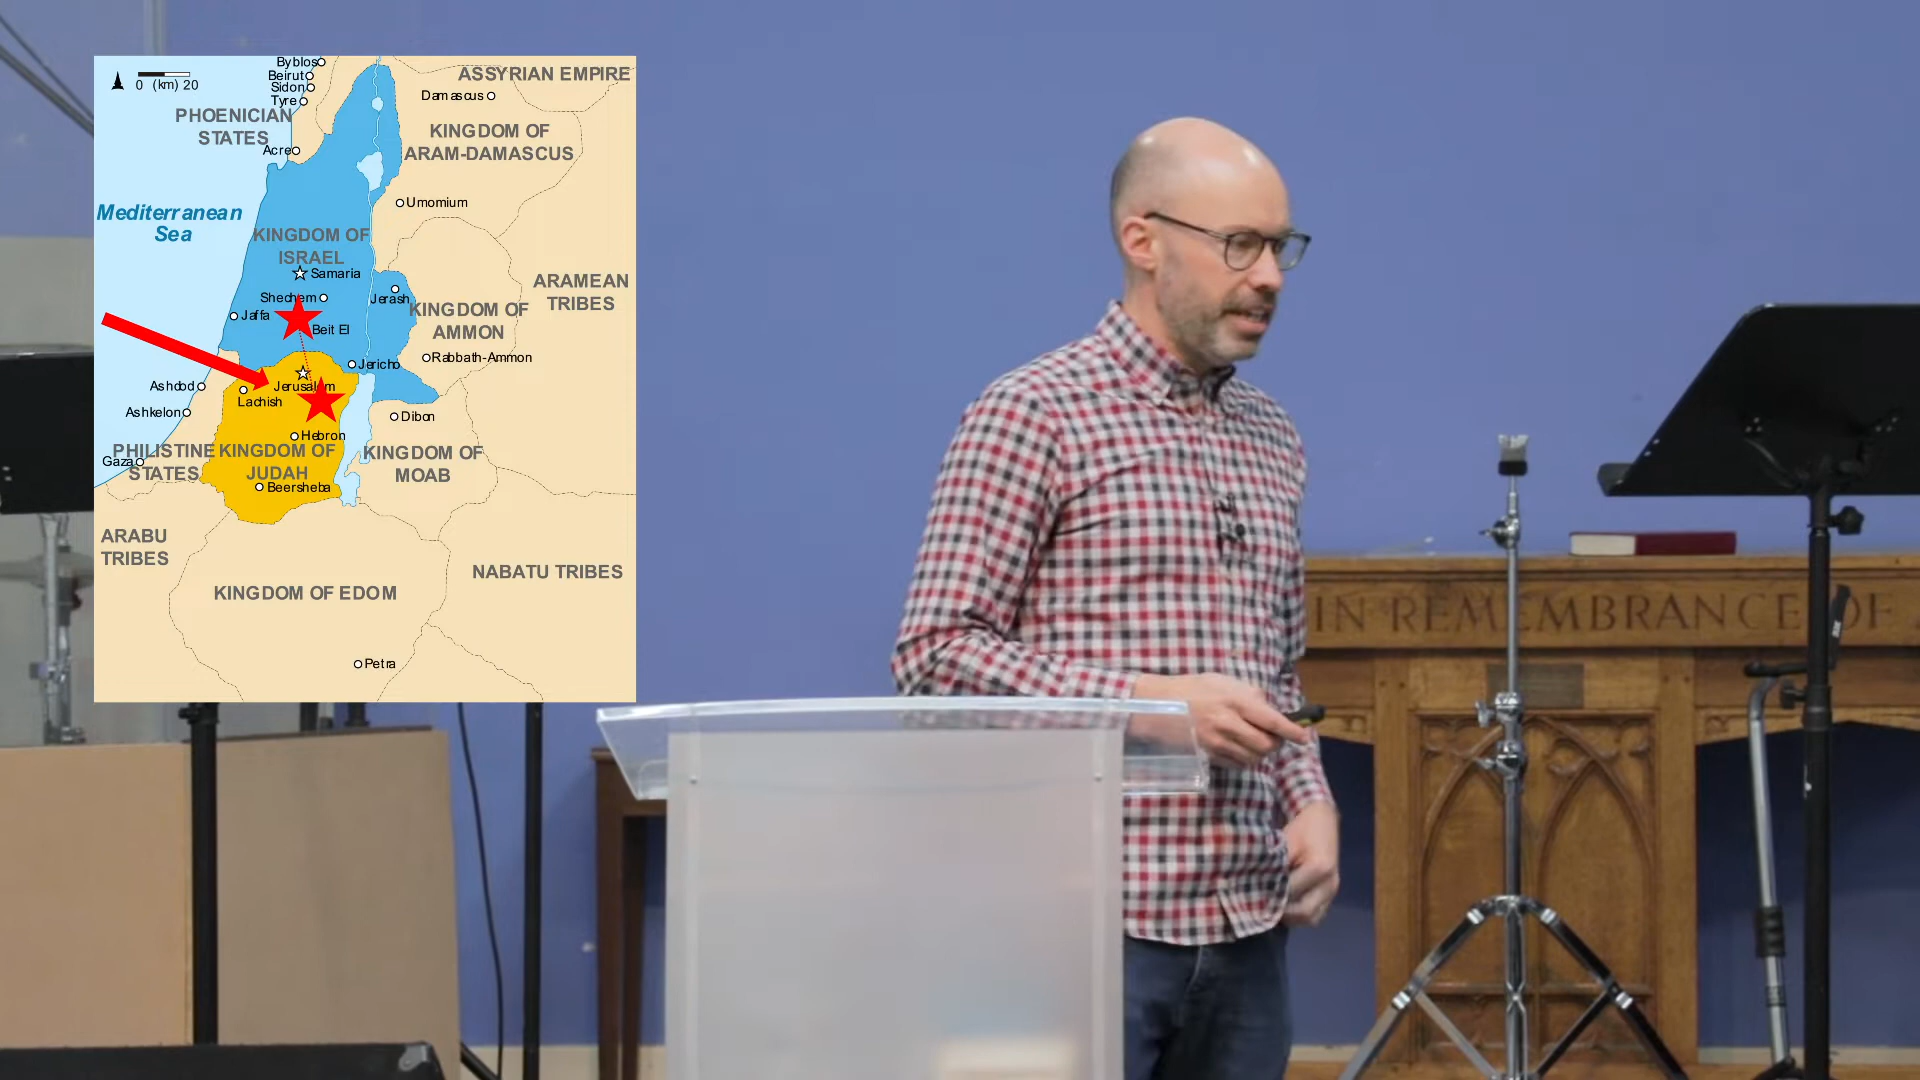 Byblos
Beirut
Sidon
Tyre
0 (km) 20
ASSYRIAN EMPIRE
Damascus
PHOENICIAN
STATES
KINGDOM OF
ARAM-DAMASCUS
Acre
Umomium
Mediterranean
Sea
KINGDOM OF
ISRAEL
Samaria
ARAMEAN
TRIBES
Shechem
Jerash
Jaffa
Beit El
KINGDOM OF
AMMON
Jericho
Rabbath-Ammon
Ashdod
Jerusalem
Lachish
Ashkelon
Dibon
Hebron
PHILISTINE
STATES
KINGDOM OF
JUDAH
KINGDOM OF
MOAB
Gaza
Beersheba
ARABU
TRIBES
NABATU TRIBES
KINGDOM OF EDOM
Petra
IN REMEMBRANCE OF